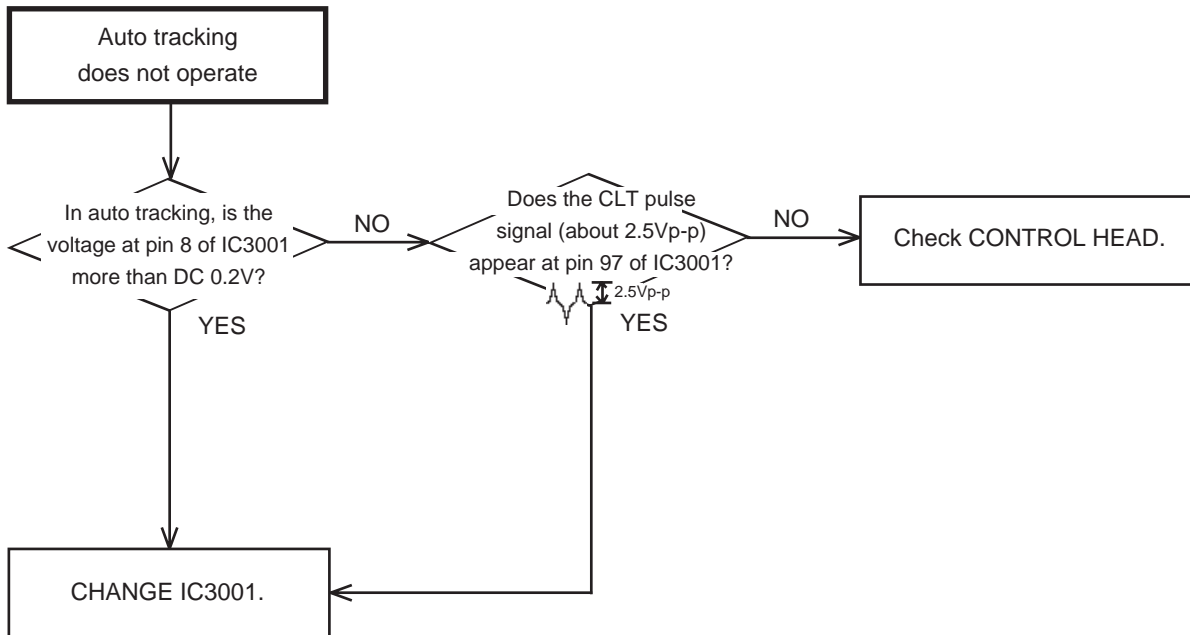 Auto tracking
does not operate
In auto tracking, is the
voltage at pin 8 of IC3001
more than DC 0.2V?
NO
YES
Does the CLT pulse
signal (about 2.5Vp-p)
appear at pin 97 of IC3001?
2.5Vp-p
NO
YES
Check CONTROL HEAD.
CHANGE IC3001.